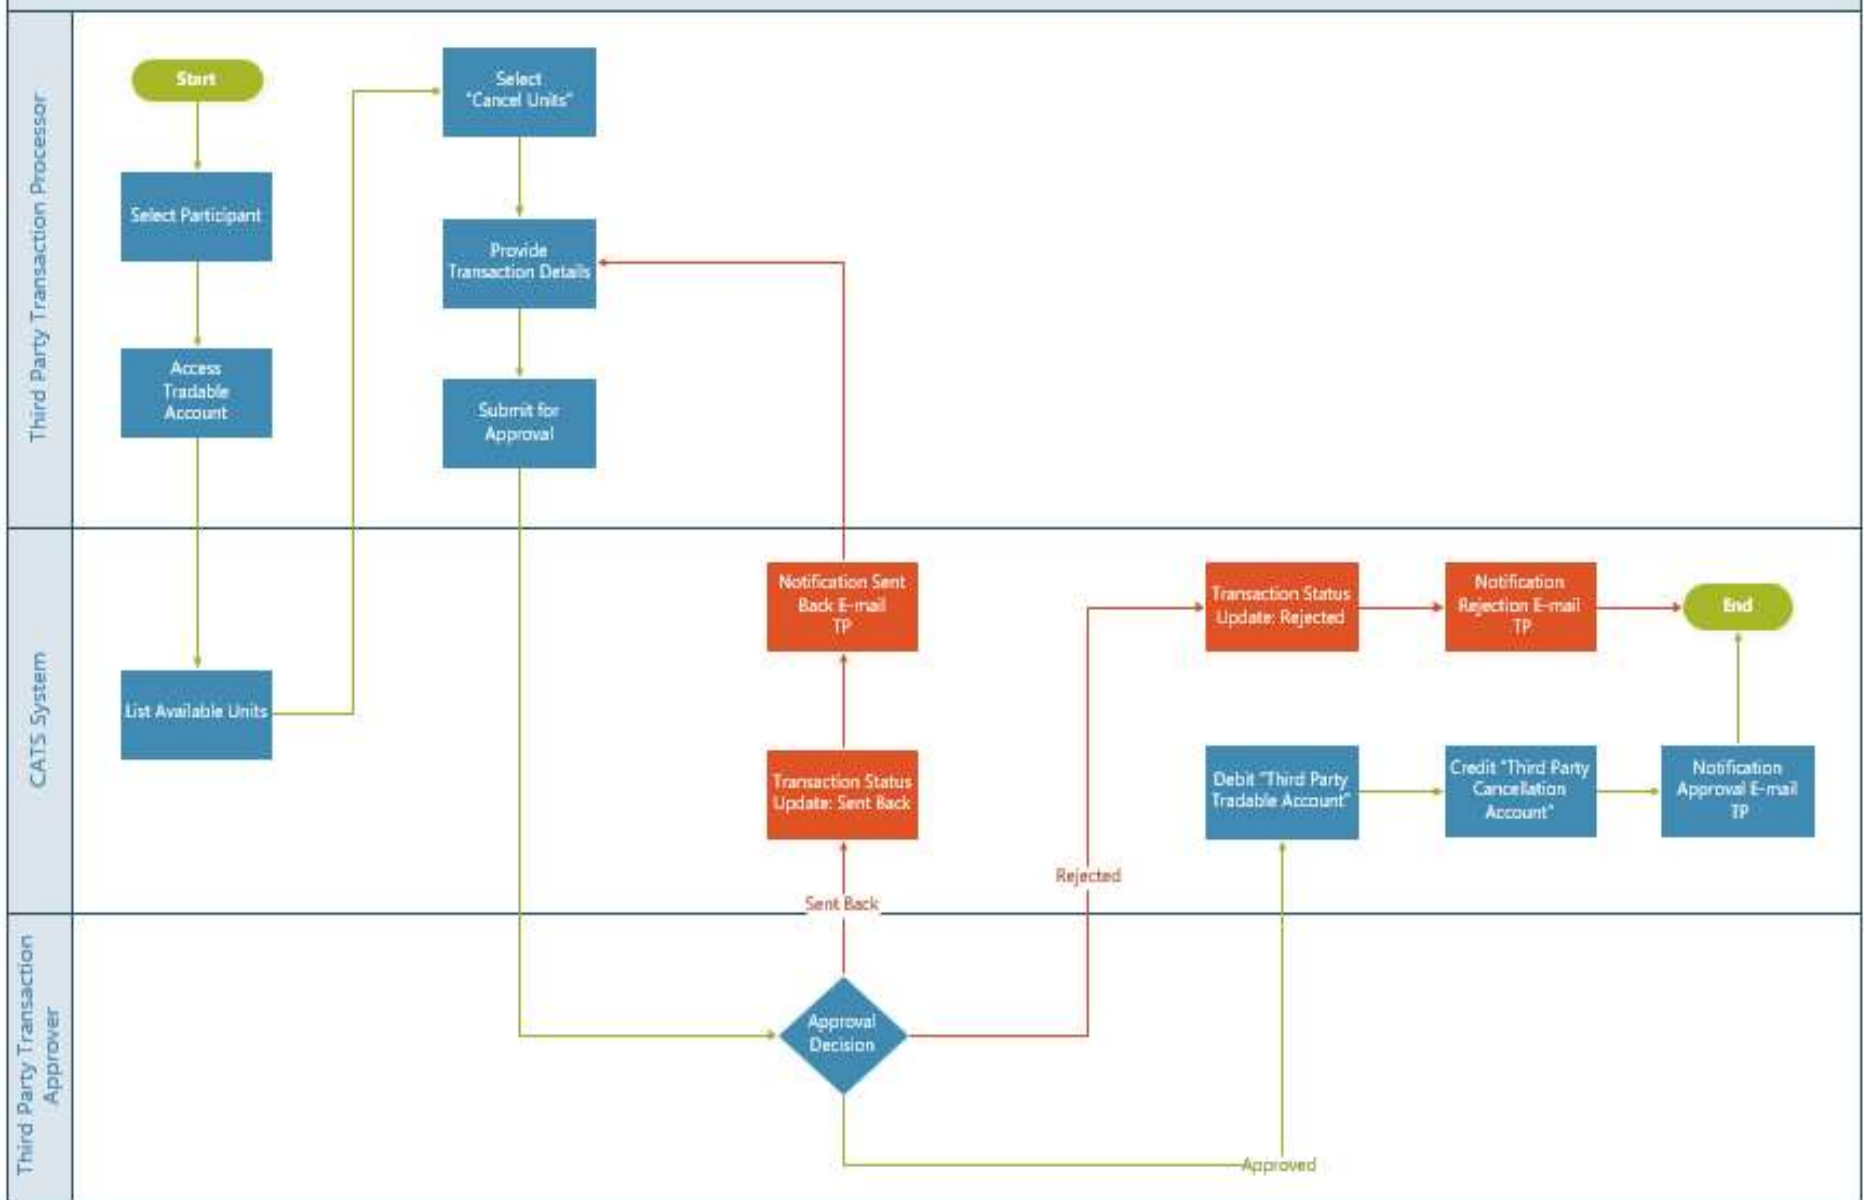 Third Party Transaction Processor
Start
Select Participant
Access
Tradable
Account
Select
"Cancel Units"
Provide
Transaction Details
Submit for
Approval
CATS System
List Available Units
Notification Sent
Back E-mail
TP
Transaction Status
Update: Sent Back
Sent Back
Rejected
Transaction Status
Update: Rejected
Notification
Rejection E-mail
TP
End
Debit "Third Party
Tradable Account"
Credit "Third Party
Cancellation
Account"
Notification
Approval E-mail
TP
Third Party Transaction
Approver
Approval
Decision
Approved